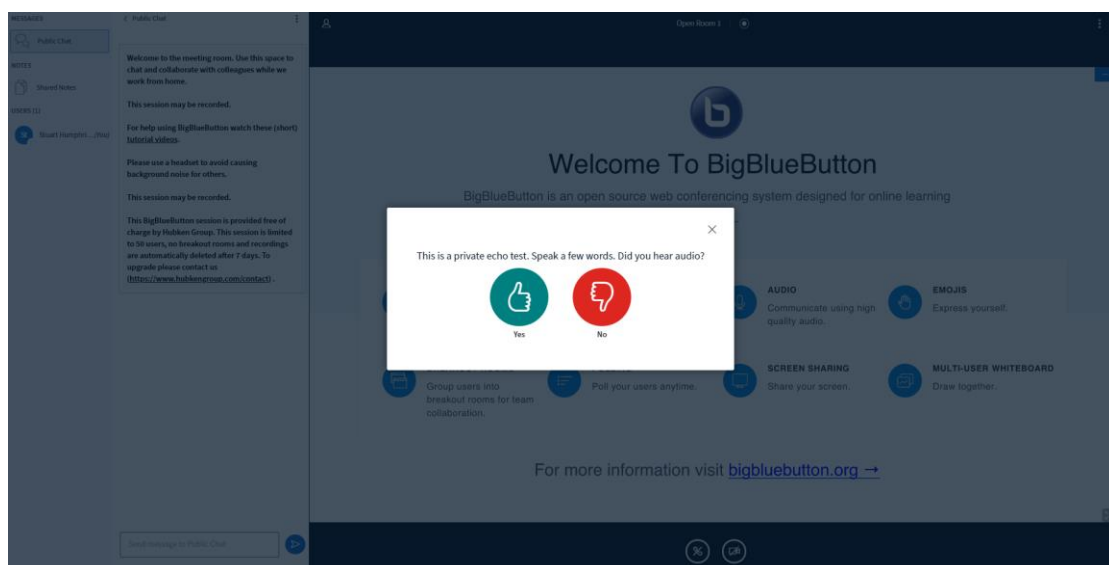 MESSAGES
Public Chat
NOTES
Shared Notes
USERS (1)
Public Chat
Welcome to the meeting room. Use this space to
chat and collaborate with colleagues while we
work from home.
This session may be recorded.
For help using BigBlueButton watch these (short)
tutorial videos.
Please use a headset to avoid causing
background noise for others.
This session may be recorded.
This BigBlueButton session is provided free of
charge by Hubken Group. This session is limited
to 50 users, no breakout rooms and recordings
are automatically deleted after 7 days. To
upgrade please contact us
(https://www.hubkengroup.com/contact) .
Send message to Public Chat
Open Room 1
Welcome To BigBlueButton
BigBlueButton is an open source web conferencing system designed for online learning
This is a private echo test. Speak a few words. Did you hear audio?
Yes
No
AUDIO
Communicate using high
quality audio.
EMOJIS
Express yourself.
Group users into
breakout rooms for team
collaboration.
Poll your users anytime.
SCREEN SHARING
Share your screen.
MULTI-USER WHITEBOARD
Draw together.
For more information visit bigbluebutton.org →